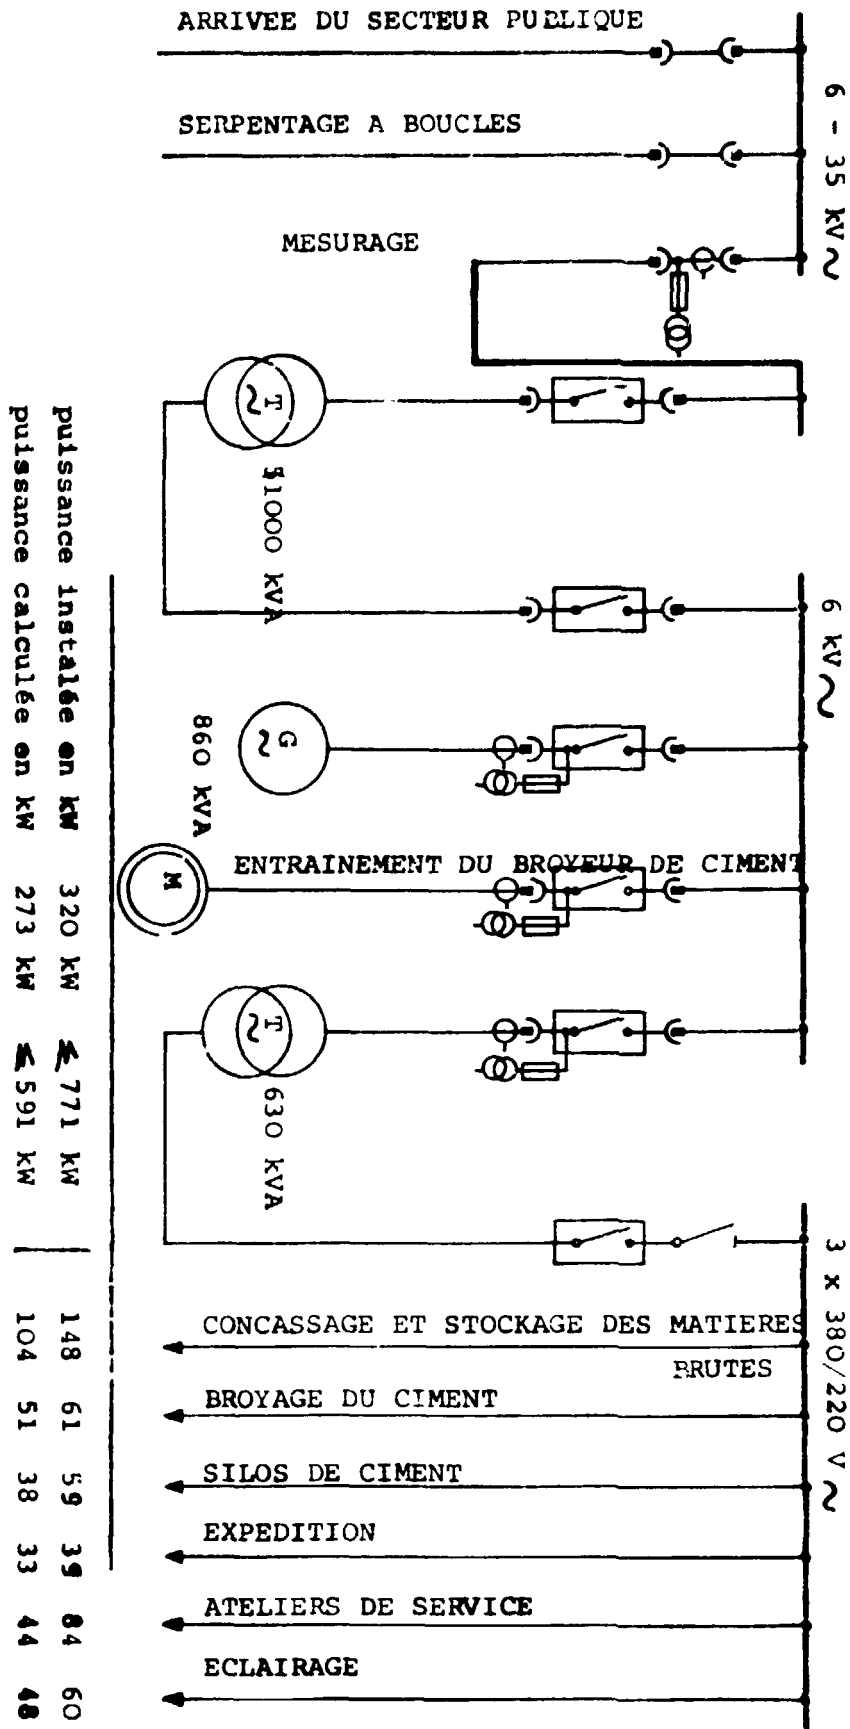 ARRIVEE DU SECTEUR PUBLIQUE
6 - 35 kV ~
SERPENTAGE A BOUCLES
MESURAGE
T
~
1000 kVA
6 kV ~
G
~
860 kVA
ENTRAINEMENT DU BROYEUR DE CIMENT
M
T
~
630 kVA
3 x 380/220 V ~
CONCASSAGE ET STOCKAGE DES MATIERES
BRUTES
BROYAGE DU CIMENT
SILOS DE CIMENT
EXPEDITION
ATELIERS DE SERVICE
ECLAIRAGE
puissance instalée en kW 320 kW 771 kW 148 61 59 39 84 60
puissance calculée en kW 273 kW 591 kW 104 51 38 33 44 48